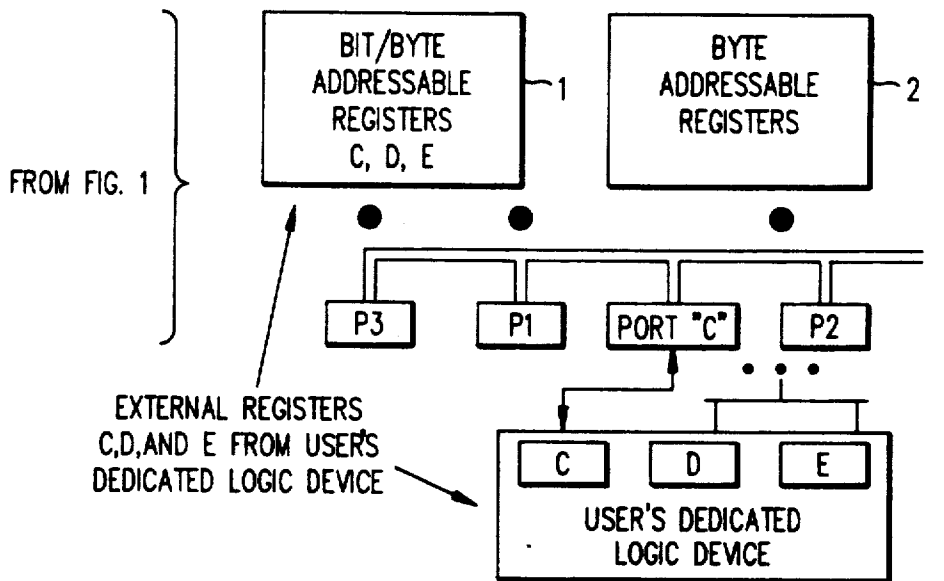 BIT/BYTE
ADDRESSABLE
REGISTERS
C, D, E
1
BYTE
ADDRESSABLE
REGISTERS
2
FROM FIG. 1
P3
P1
PORT "C"
P2
EXTERNAL REGISTERS
C,D,AND E FROM USER'S
DEDICATED LOGIC DEVICE
C
D
E
USER'S DEDICATED
LOGIC DEVICE